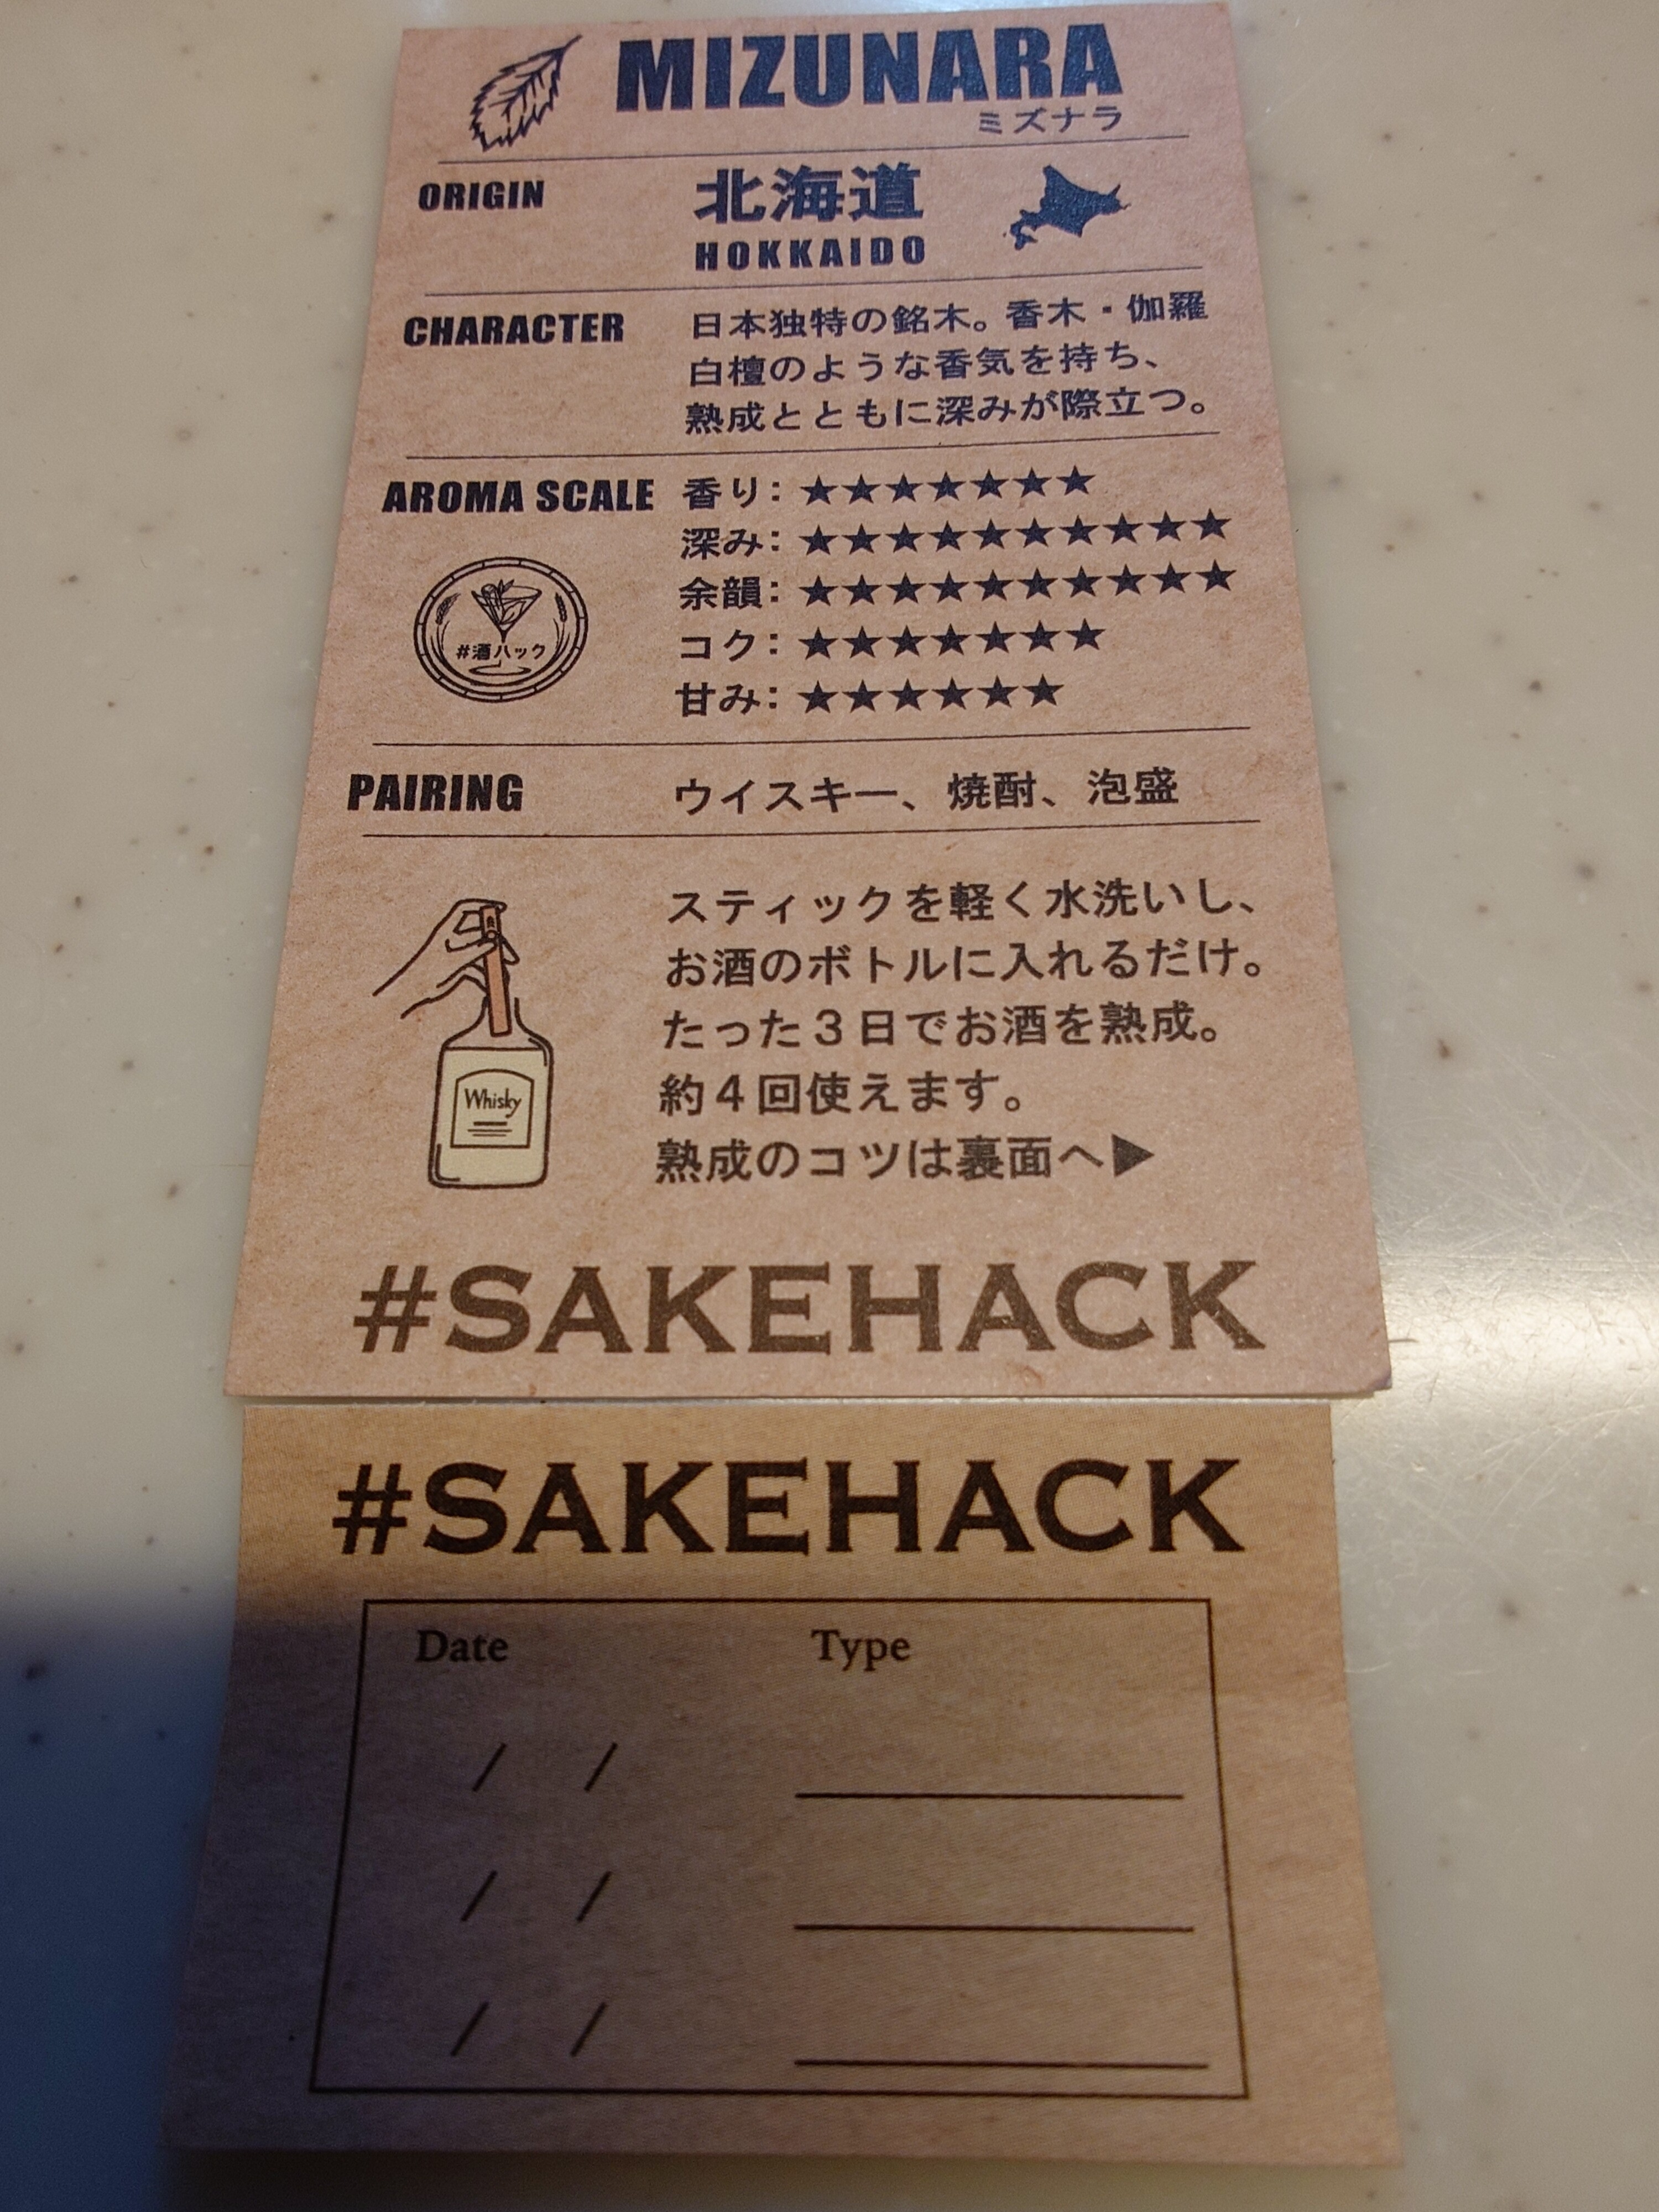 MIZUNARA
ミズナラ
ORIGIN
北海道
HOKKAIDO
CHARACTER
日本独特の銘木。香木・伽羅
白檀のような香気を持ち、
熟成とともに深みが際立つ。
AROMA SCALE
香り：★★★★★★★
深み：★★★★★★★★★★
余韻：★★★★★★★★★★
コク：★★★★★★★
甘み：★★★★★★
#酒ハック
PAIRING
ウイスキー、焼酎、泡盛
スティックを軽く水洗いし、
お酒のボトルに入れるだけ。
たった３日でお酒を熟成。
約４回使えます。
熟成のコツは裏面へ▶
Whisky
#SAKEHACK
#SAKEHACK
Date Type
/ /
/ /
/ /